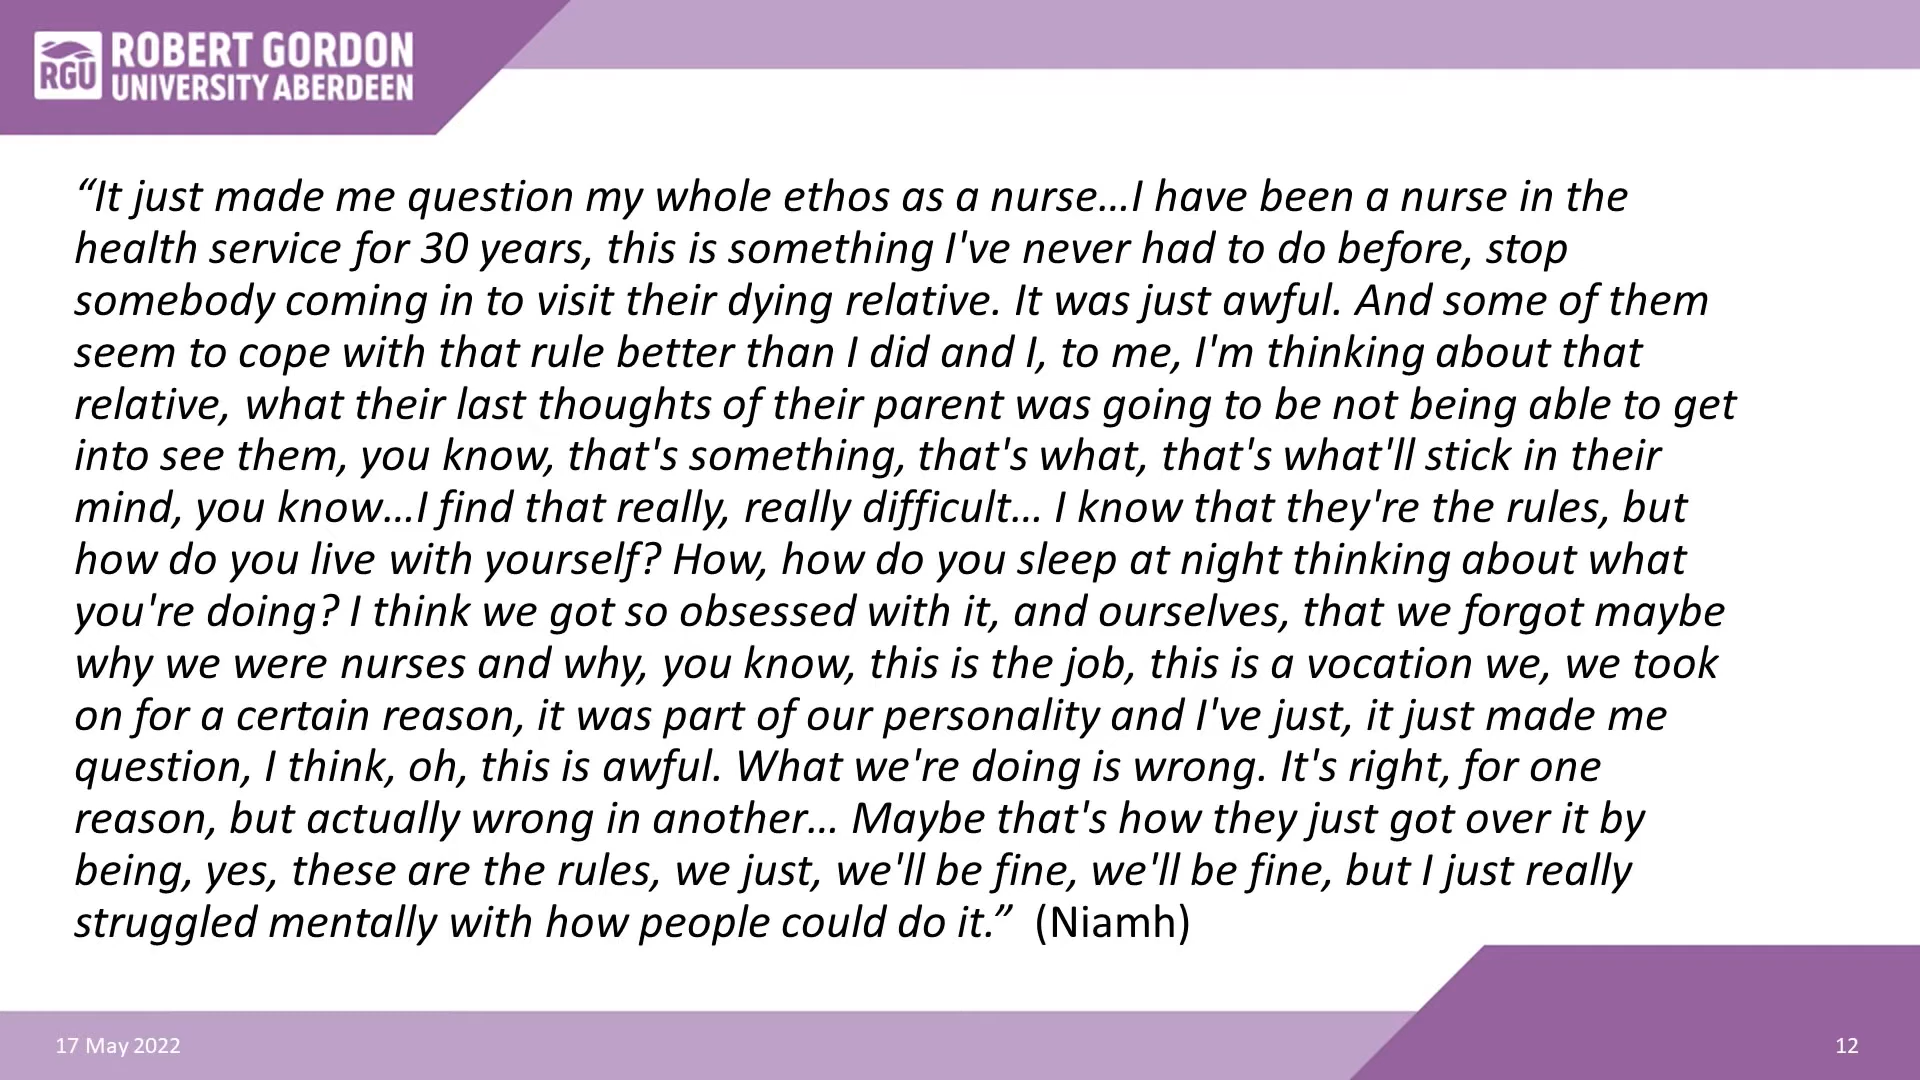 RGU
ROBERT GORDON
UNIVERSITY ABERDEEN
“It just made me question my whole ethos as a nurse…I have been a nurse in the
health service for 30 years, this is something I've never had to do before, stop
somebody coming in to visit their dying relative. It was just awful. And some of them
seem to cope with that rule better than I did and I, to me, I'm thinking about that
relative, what their last thoughts of their parent was going to be not being able to get
into see them, you know, that's something, that's what, that's what'll stick in their
mind, you know…I find that really, really difficult… I know that they're the rules, but
how do you live with yourself? How, how do you sleep at night thinking about what
you're doing? I think we got so obsessed with it, and ourselves, that we forgot maybe
why we were nurses and why, you know, this is the job, this is a vocation we, we took
on for a certain reason, it was part of our personality and I've just, it just made me
question, I think, oh, this is awful. What we're doing is wrong. It's right, for one
reason, but actually wrong in another… Maybe that's how they just got over it by
being, yes, these are the rules, we just, we'll be fine, we'll be fine, but I just really
struggled mentally with how people could do it.” (Niamh)
17 May 2022
12